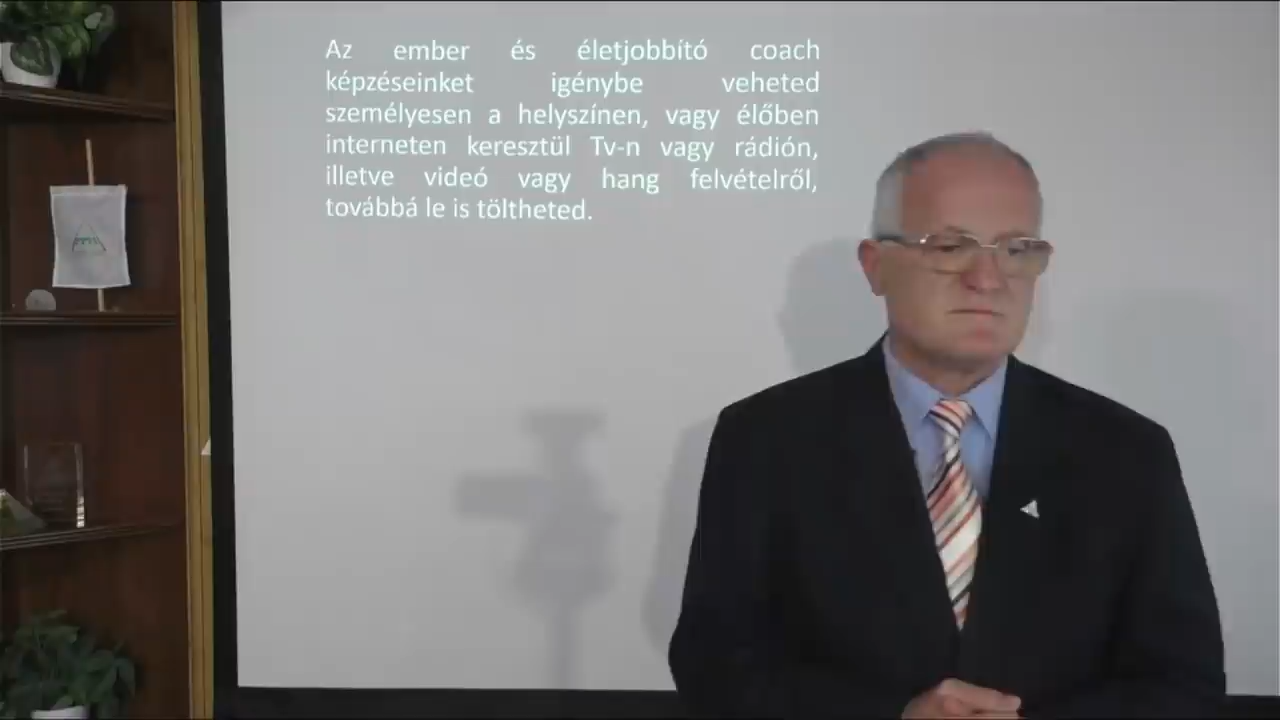 Az ember és életjobbító coach
képzéseinket igénybe veheted
személyesen a helyszínen, vagy élőben
interneten keresztül Tv-n vagy rádión,
illetve videó vagy hang felvételről,
továbbá le is töltheted.